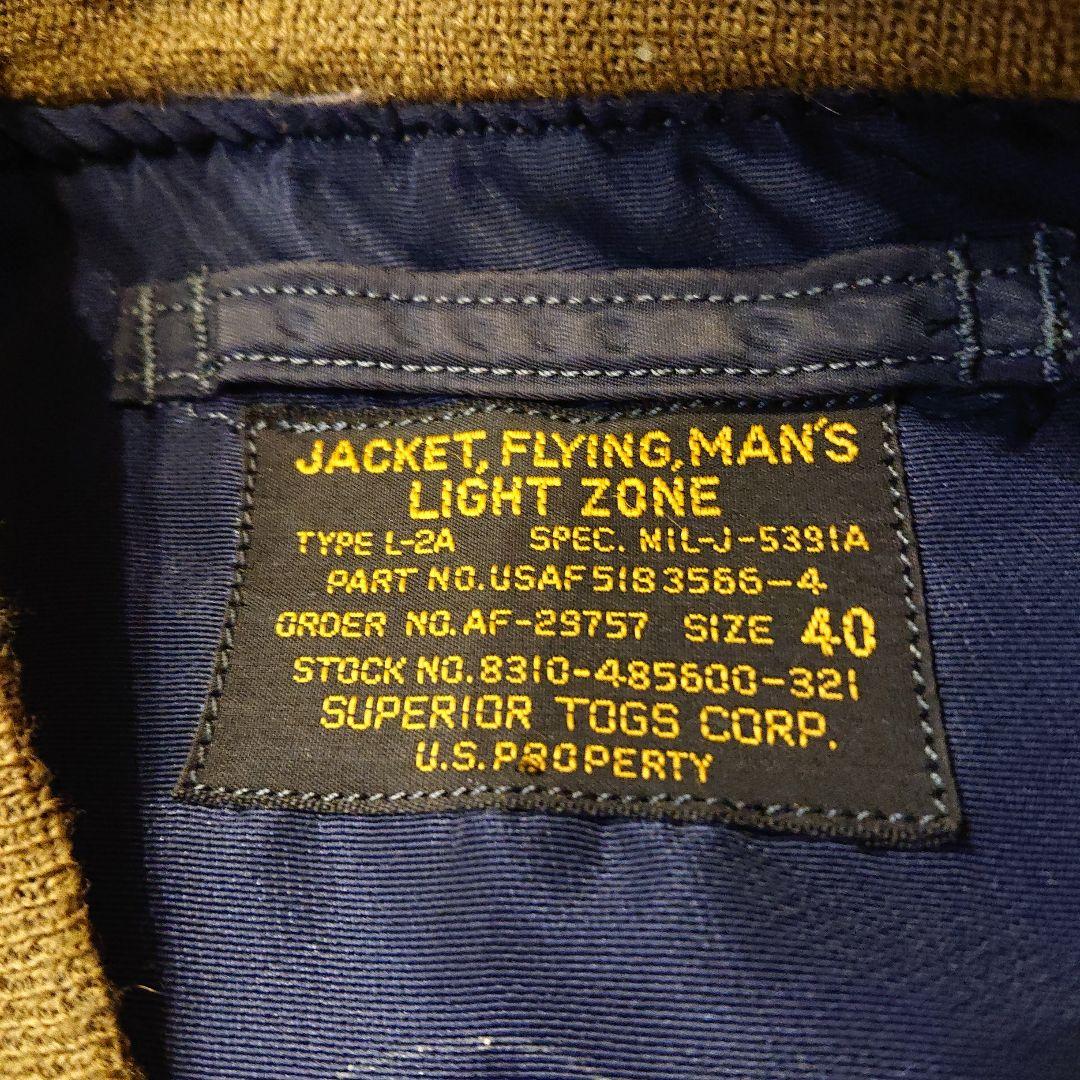 JACKET, FLYING, MAN'S
LIGHT ZONE
TYPE L-2A SPEC. MIL-J-5391A
PART NO. USAF 5183566-4
ORDER NO. AF-29757 SIZE 40
STOCK NO. 8310-485600-321
SUPERIOR TOGS CORP.
U.S. PROPERTY